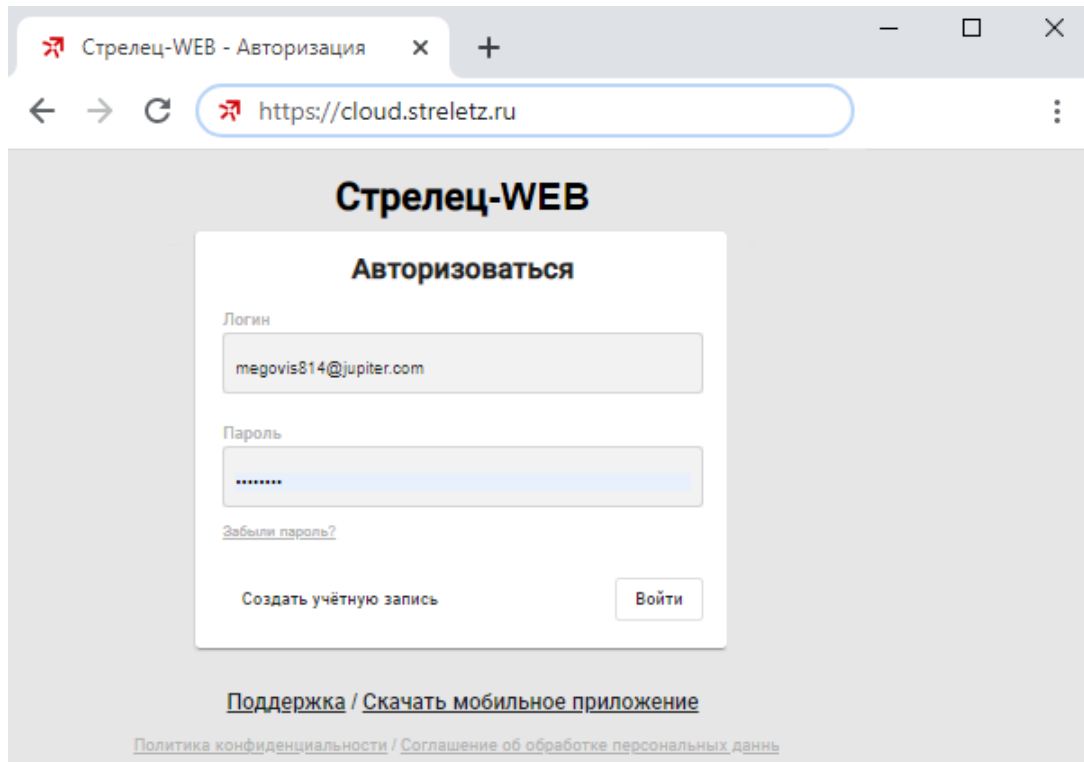 Стрелец-WEB - Авторизация
https://cloud.streletz.ru
Стрелец-WEB
Авторизоваться
Логин
megovis814@jupiter.com
Пароль
••••••••
Забыли пароль?
Создать учётную запись Войти
Поддержка / Скачать мобильное приложение
Политика конфиденциальности / Соглашение об обработке персональных даннь